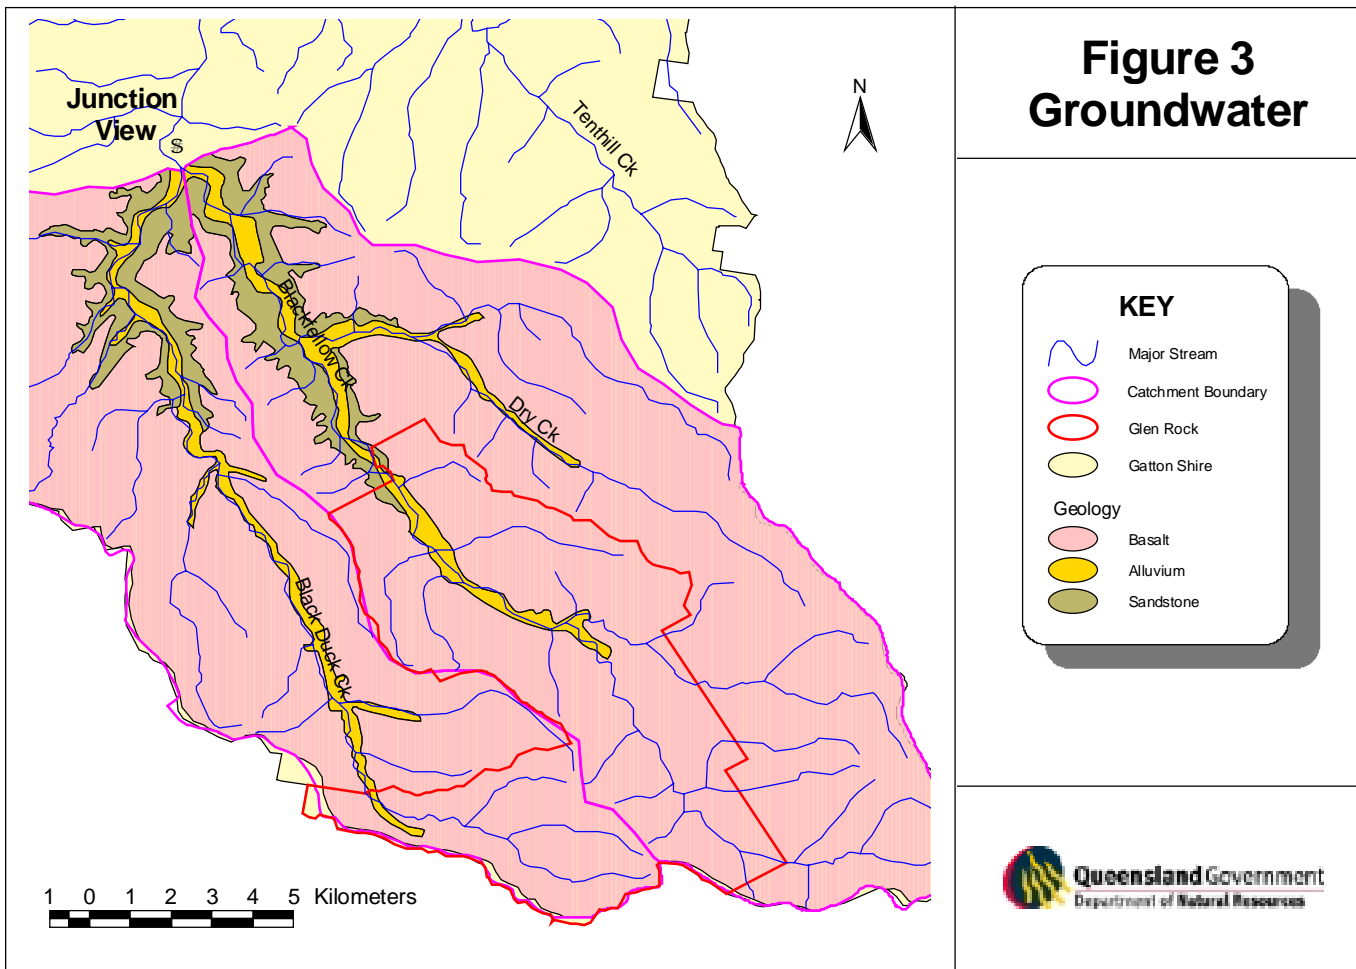 Figure 3
Groundwater
Junction
View
N
Tenthill Ck
Blackfellow Ck
Dry Ck
Black Duck Ck
KEY
Major Stream
Catchment Boundary
Glen Rock
Gatton Shire
Geology
Basalt
Alluvium
Sandstone
1 0 1 2 3 4 5 Kilometers
Queensland Government
Department of Natural Resources